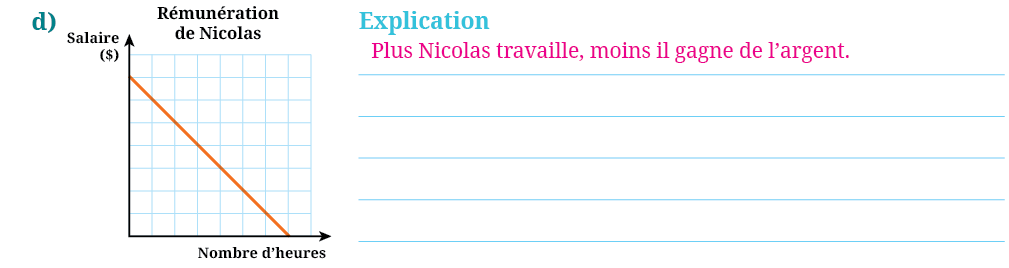 d)
Rémunération
de Nicolas
Salaire
($)
Nombre d’heures
Explication
Plus Nicolas travaille, moins il gagne de l’argent.